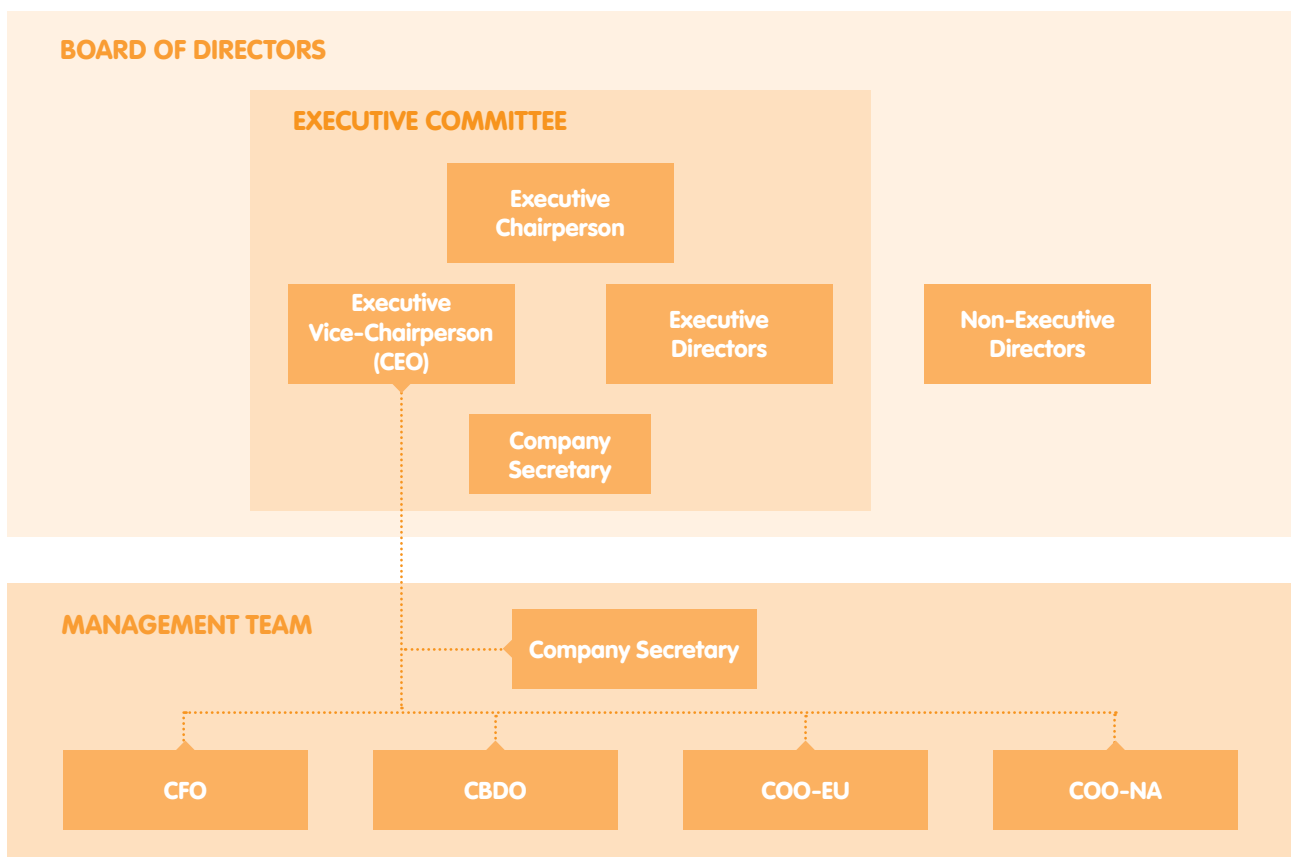 BOARD OF DIRECTORS
EXECUTIVE COMMITTEE
Executive
Chairperson
Executive
Vice-Chairperson
(CEO)
Executive
Directors
Non-Executive
Directors
Company
Secretary
MANAGEMENT TEAM
Company Secretary
CFO
CBDO
COO-EU
COO-NA